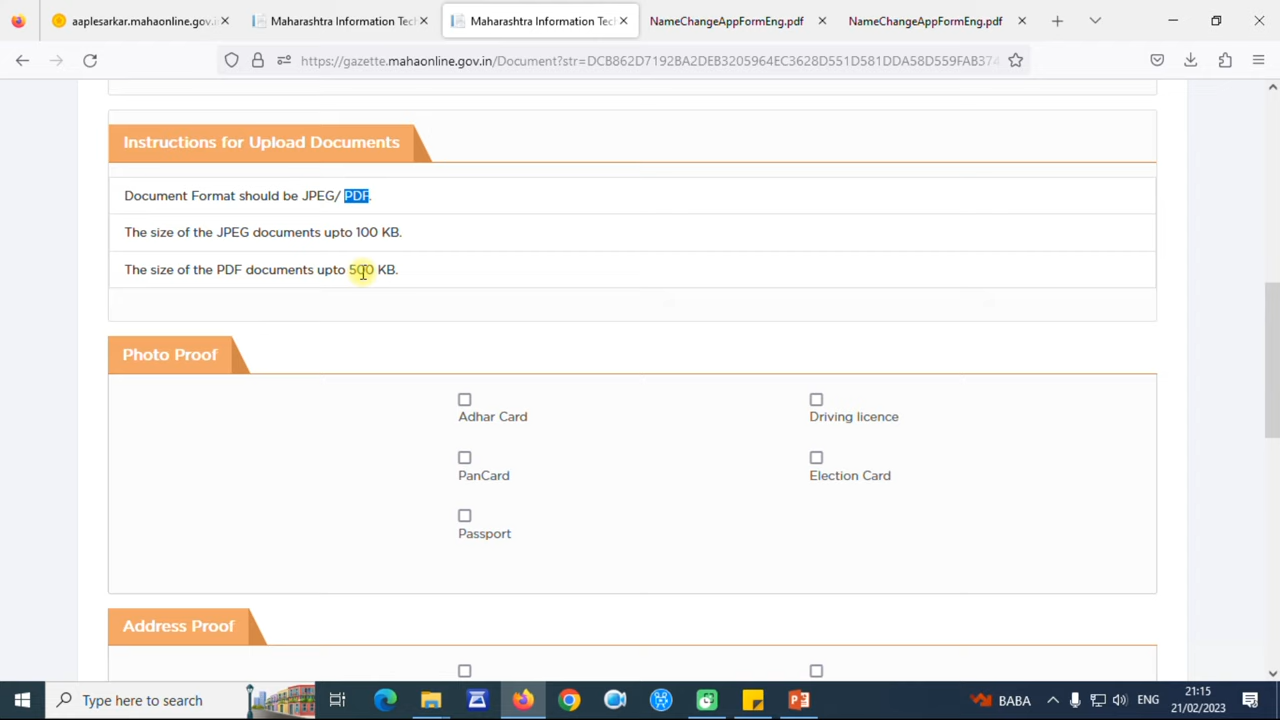 aaplesarkar.mahaonline.gov.i
Maharashtra Information Tech
Maharashtra Information Tec
NameChangeAppFormEng.pdf
NameChangeAppFormEng.pdf
https://gazette.mahaonline.gov.in/Document?str=DCB862D7192BA2DEB3205964EC3628D551D581DDA58D559FAB374
Instructions for Upload Documents
Document Format should be JPEG/ PDF.
The size of the JPEG documents upto 100 KB.
The size of the PDF documents upto 500 KB.
Photo Proof
Adhar Card
Driving licence
PanCard
Election Card
Passport
Address Proof
Type here to search
BABA
ENG
21:15
21/02/2023